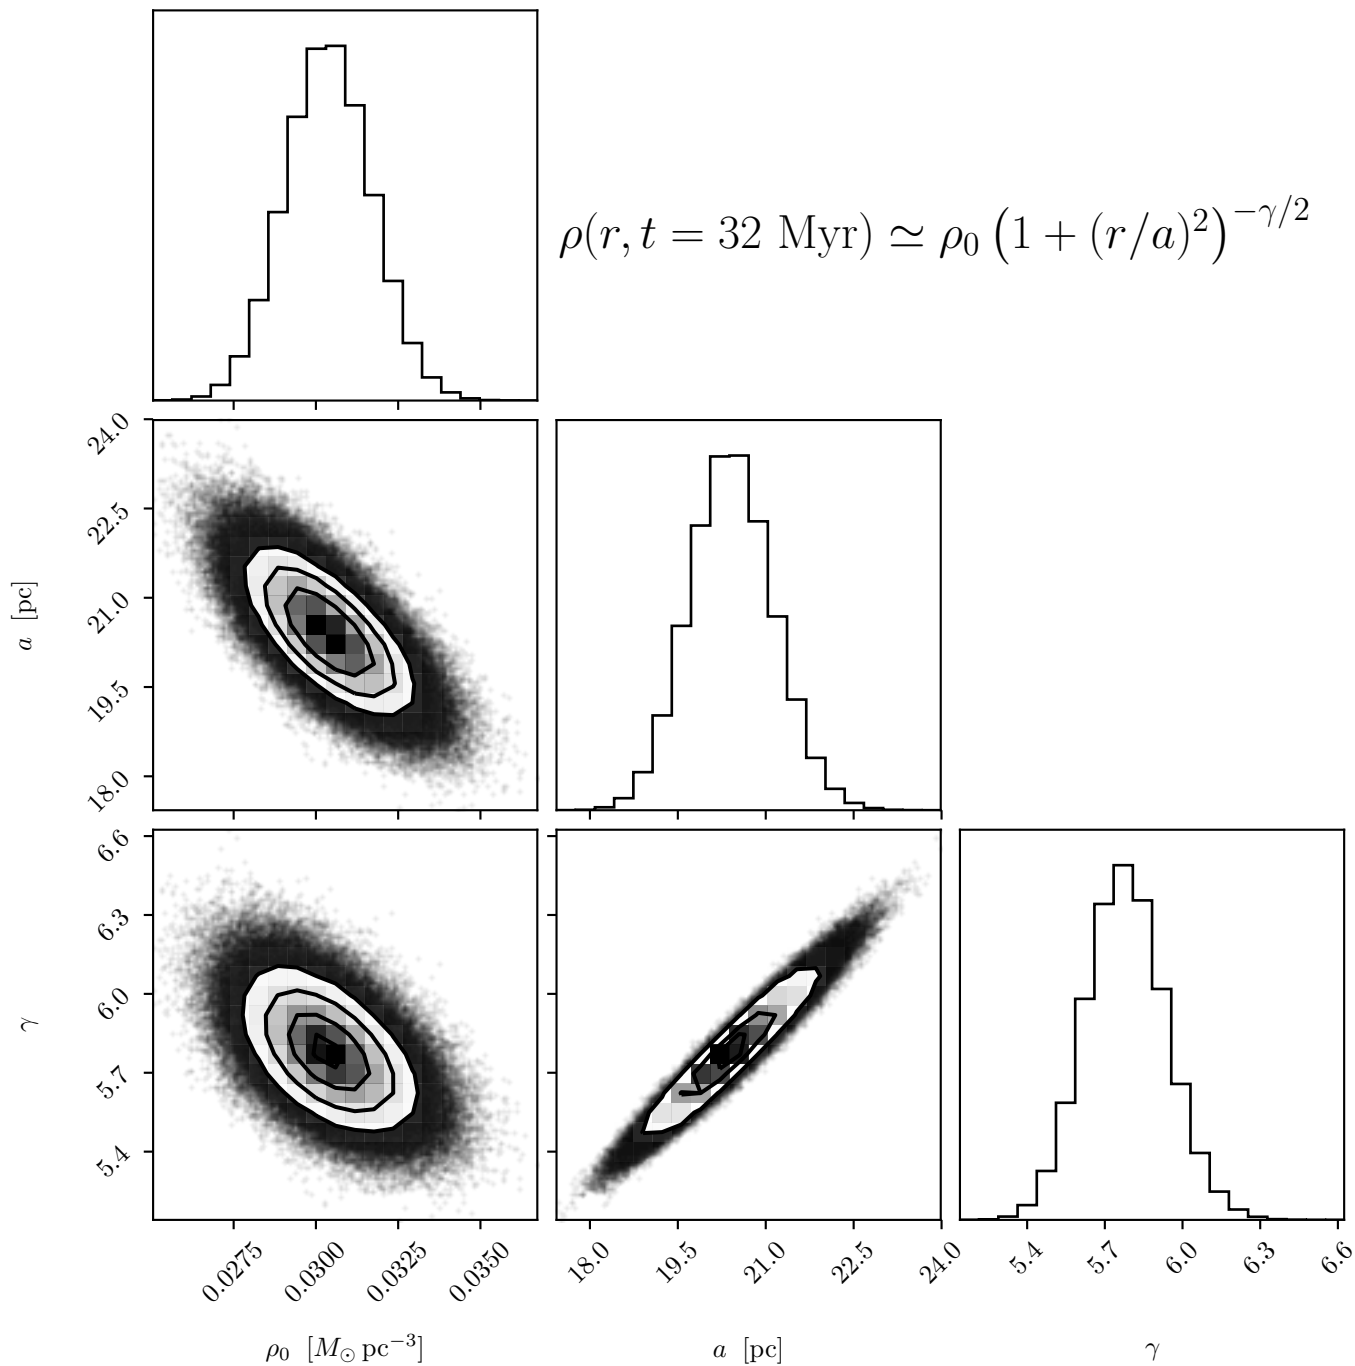 ρ(r, t = 32 Myr) ≃ ρ₀ (1 + (r/a)²)^{−γ/2}
24.0
22.5
21.0
19.5
18.0
a [pc]
6.6
6.3
6.0
5.7
5.4
γ
0.0275 0.0300 0.0325 0.0350
18.0 19.5 21.0 22.5 24.0
5.4 5.7 6.0 6.3 6.6
ρ₀ [M⊙ pc⁻³]
a [pc]
γ